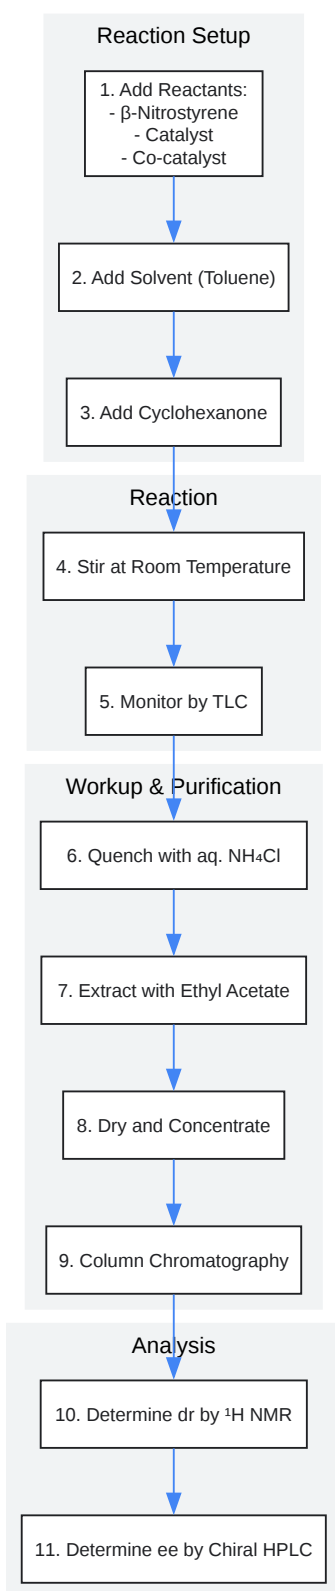 Reaction Setup
1. Add Reactants:
- β-Nitrostyrene
- Catalyst
- Co-catalyst
2. Add Solvent (Toluene)
3. Add Cyclohexanone
Reaction
4. Stir at Room Temperature
5. Monitor by TLC
Workup & Purification
6. Quench with aq. NH₄Cl
7. Extract with Ethyl Acetate
8. Dry and Concentrate
9. Column Chromatography
Analysis
10. Determine dr by ¹H NMR
11. Determine ee by Chiral HPLC